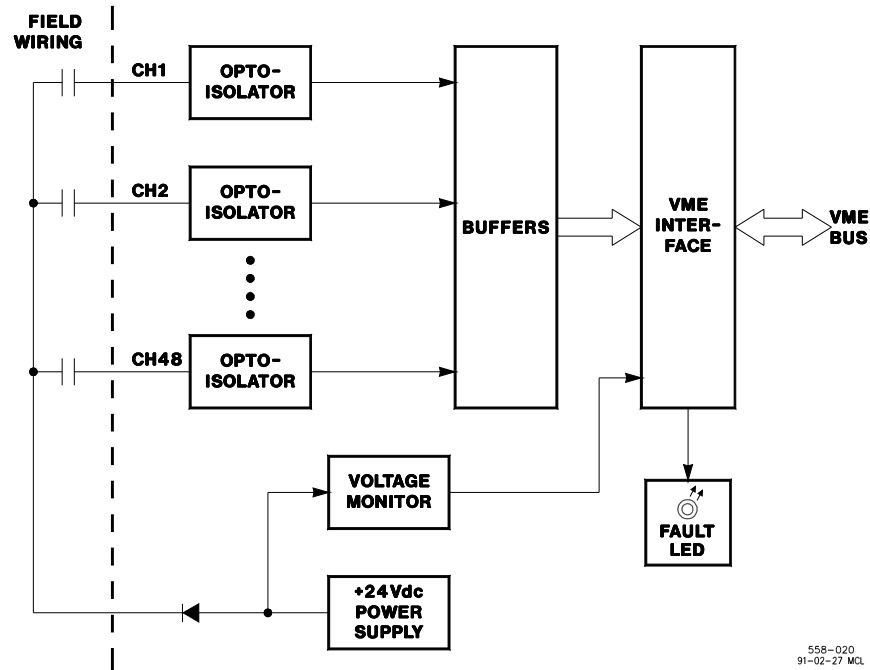 FIELD
WIRING
CH1
OPTO-
ISOLATOR
CH2
OPTO-
ISOLATOR
BUFFERS
VME
INTER-
FACE
VME
BUS
CH48
OPTO-
ISOLATOR
VOLTAGE
MONITOR
FAULT
LED
+24Vdc
POWER
SUPPLY
558-020
91-02-27 MCL